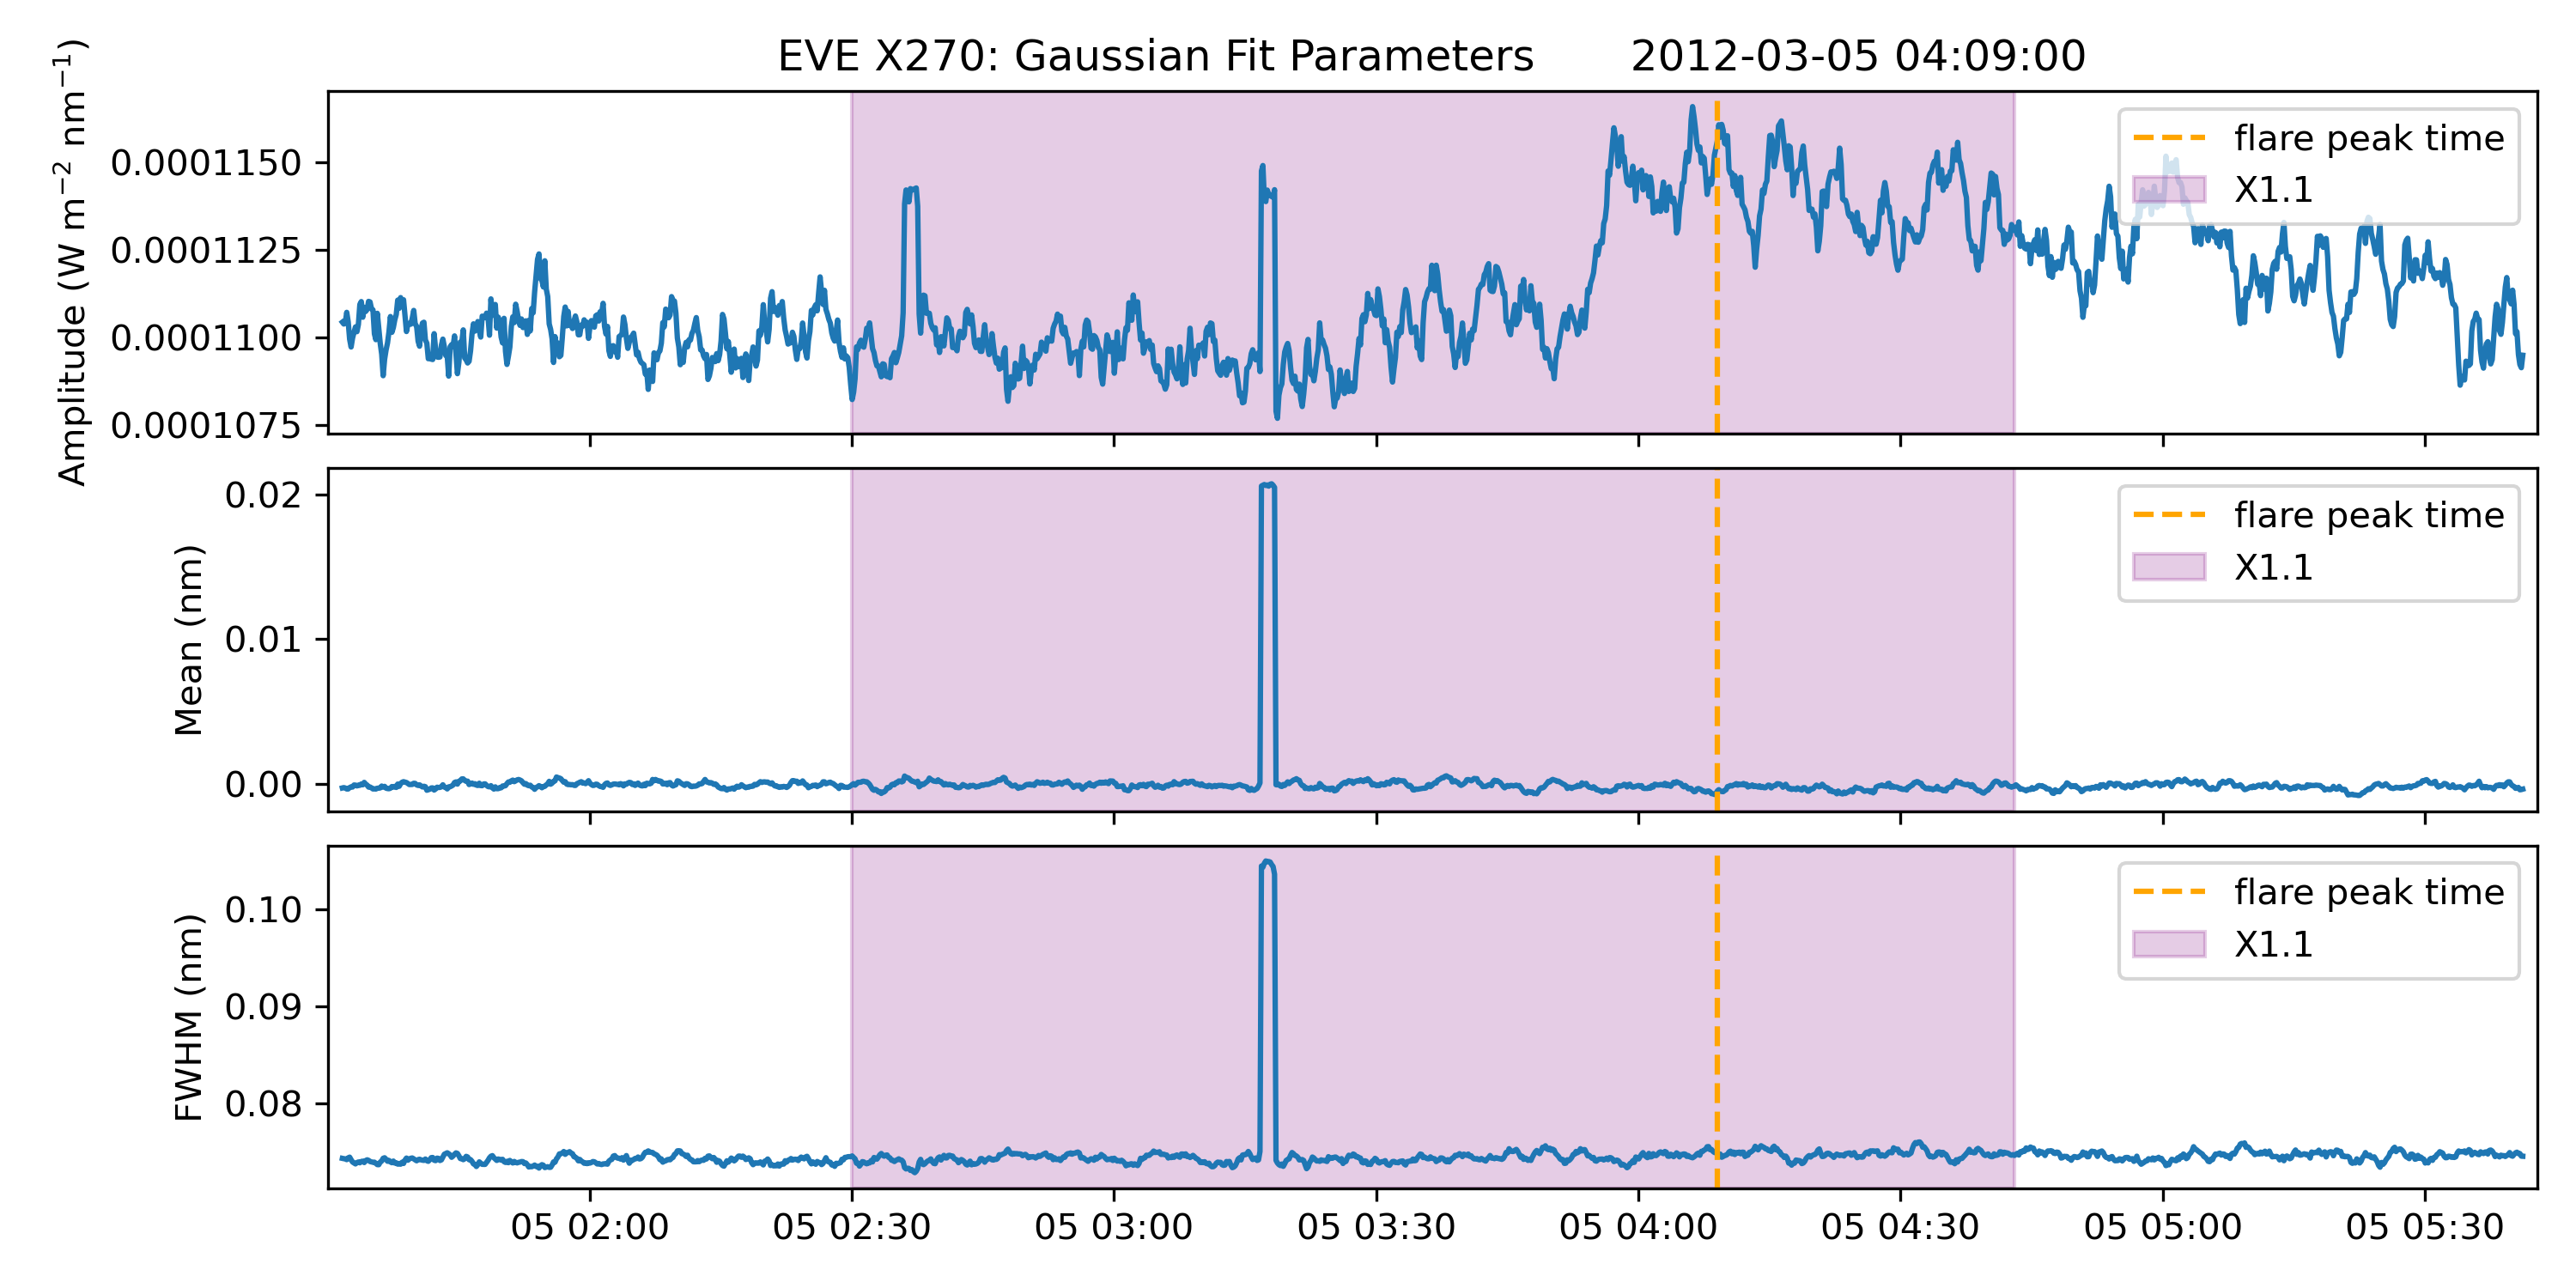 EVE X270: Gaussian Fit Parameters 2012-03-05 04:09:00
Amplitude (W m⁻² nm⁻¹)
0.0001150
0.0001125
0.0001100
0.0001075
flare peak time
X1.1
Mean (nm)
0.02
0.01
0.00
flare peak time
X1.1
FWHM (nm)
0.10
0.09
0.08
flare peak time
X1.1
05 02:00 05 02:30 05 03:00 05 03:30 05 04:00 05 04:30 05 05:00 05 05:30